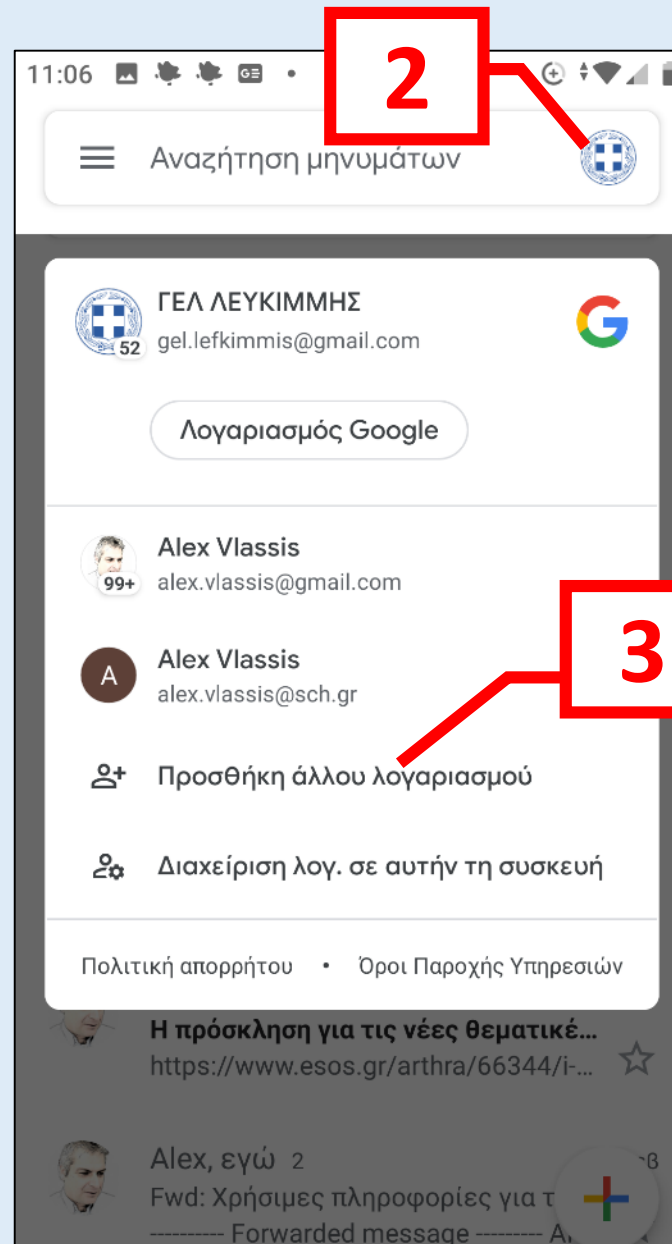 2
11:06
Αναζήτηση μηνυμάτων
ΓΕΛ ΛΕΥΚΙΜΜΗΣ
52
gel.lefkimmis@gmail.com
Λογαριασμός Google
Alex Vlassis
99+
alex.vlassis@gmail.com
3
Alex Vlassis
A
alex.vlassis@sch.gr
Προσθήκη άλλου λογαριασμού
Διαχείριση λογ. σε αυτήν τη συσκευή
Πολιτική απορρήτου • Όροι Παροχής Υπηρεσιών
Η πρόσκληση για τις νέες θεματικέ...
https://www.esos.gr/arthra/66344/i-...
Alex, εγώ 2
Fwd: Χρήσιμες πληροφορίες για τ
---------- Forwarded message ---------